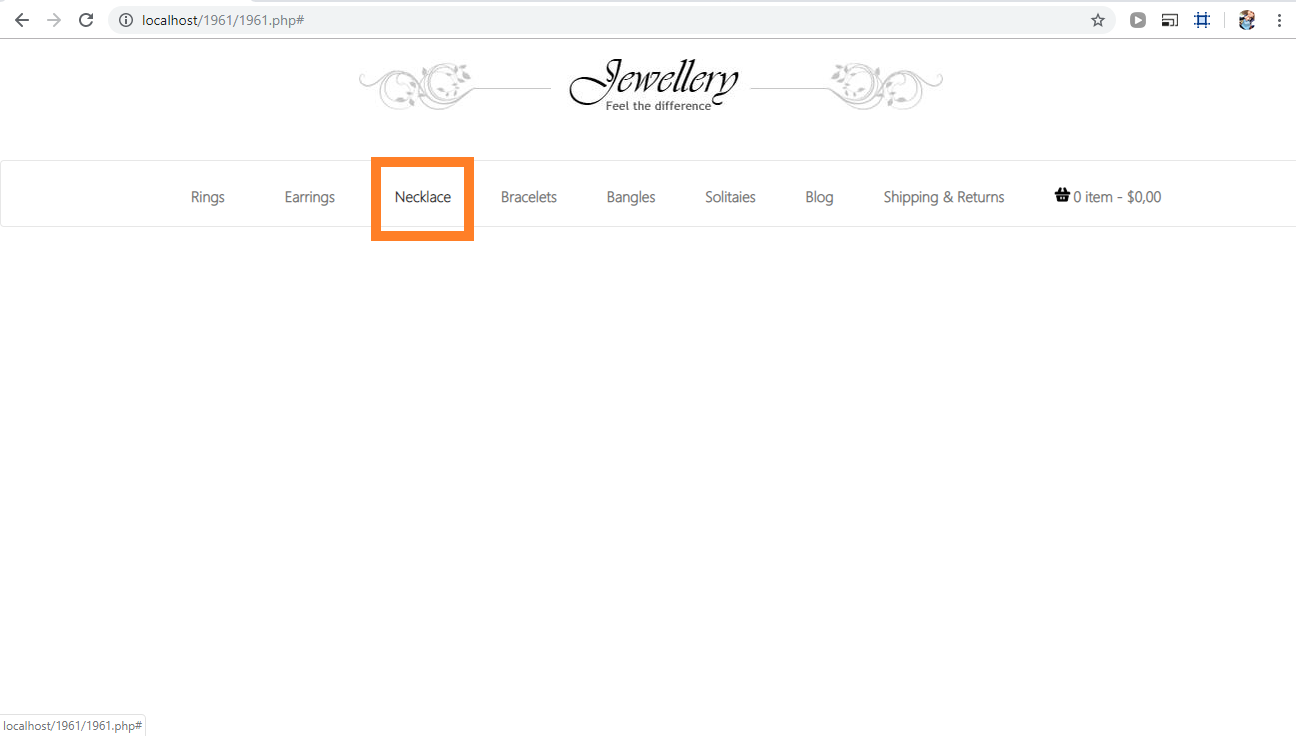 localhost/1961/1961.php#
Jewellery
Feel the difference
Rings Earrings Necklace Bracelets Bangles Solitaies Blog Shipping & Returns 0 item - $0,00
localhost/1961/1961.php#